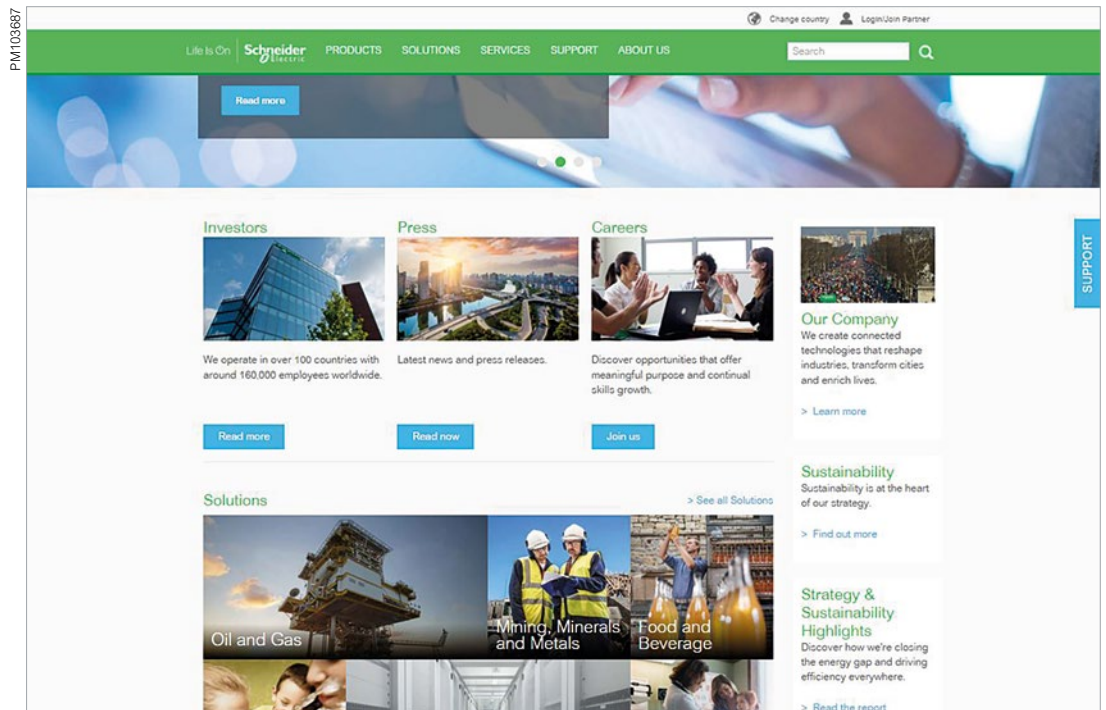 PM103687
Change country Login/Join Partner
Life Is On Schneider Electric PRODUCTS SOLUTIONS SERVICES SUPPORT ABOUT US Search
Read more
Investors Press Careers
We operate in over 100 countries with
around 160,000 employees worldwide.
Latest news and press releases.
Discover opportunities that offer
meaningful purpose and continual
skills growth.
Read more Read now Join us
Our Company
We create connected
technologies that reshape
industries, transform cities
and enrich lives.
> Learn more
SUPPORT
Sustainability
Sustainability is at the heart
of our strategy.
> Find out more
Strategy &
Sustainability
Highlights
Discover how we're closing
the energy gap and driving
efficiency everywhere.
> Read the report
Solutions > See all Solutions
Oil and Gas
Mining, Minerals
and Metals
Food and
Beverage